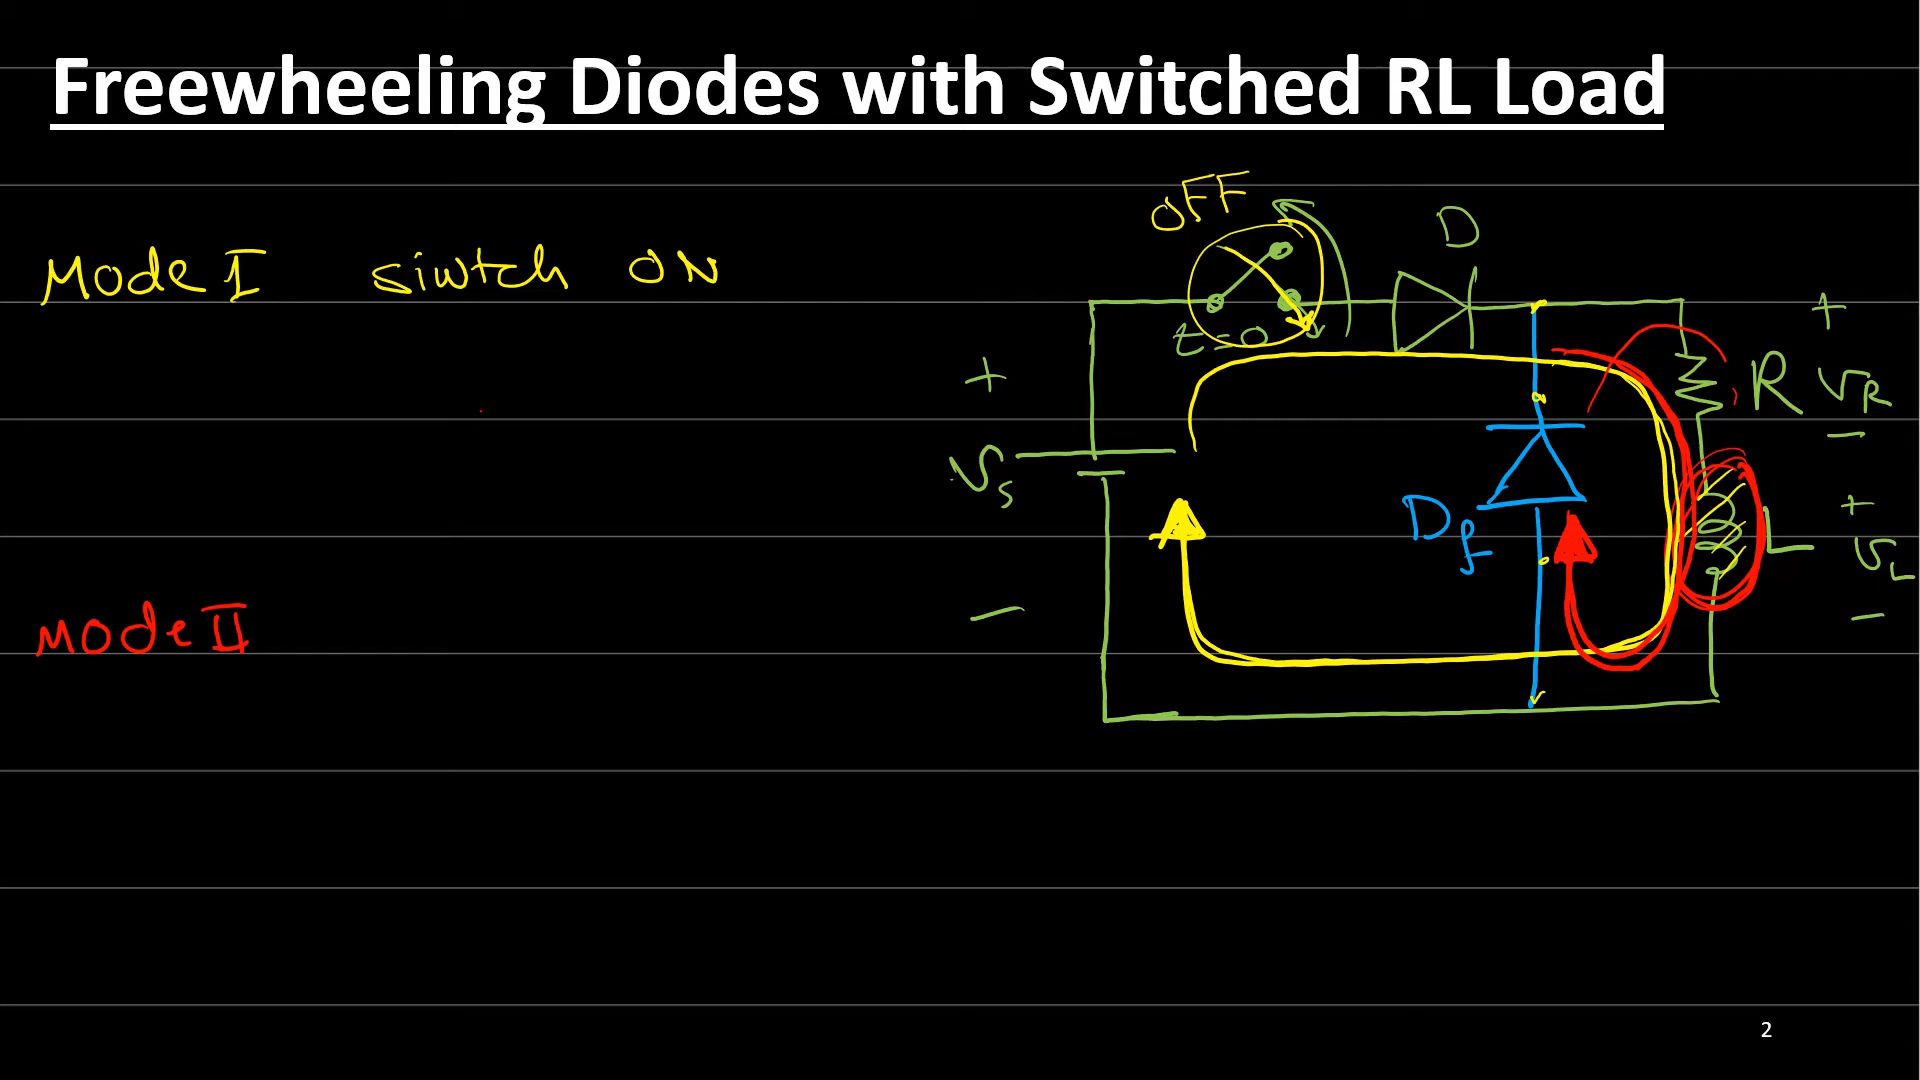 Freewheeling Diodes with Switched RL Load
OFF
D
Mode I siwtch ON
t=0
+
+
R VR
-
Vs
Df
+
L VL
-
-
Mode II
2